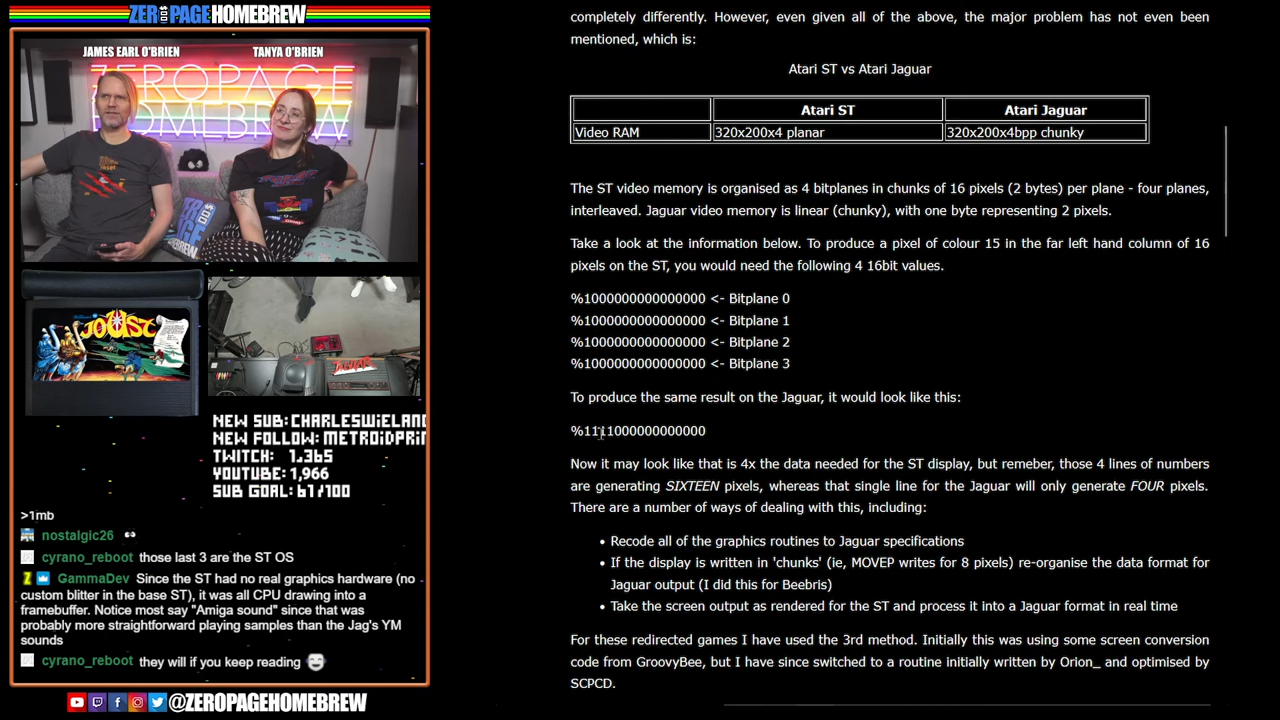 ZEROPAGEHOMEBREW
JAMES EARL O'BRIEN
TANYA O'BRIEN
ZEROPAGE
HOMEBREW
JOUST
JAGUAR
NEW SUB:CHARLESWIELAN
NEW FOLLOW:METROIDPRI
TWITCH: 1,365
YOUTUBE: 1,966
SUB GOAL: 67/100
>1mb
nostalgic26
cyrano_reboot those last 3 are the ST OS
GammaDev Since the ST had no real graphics hardware (no
custom blitter in the base ST), it was all CPU drawing into a
framebuffer. Notice most say "Amiga sound" since that was
probably more straightforward playing samples than the Jag's YM
sounds
cyrano_reboot they will if you keep reading
@ZEROPAGEHOMEBREW
completely differently. However, even given all of the above, the major problem has not even been
mentioned, which is:
Atari ST vs Atari Jaguar
Atari ST Atari Jaguar
Video RAM 320x200x4 planar 320x200x4bpp chunky
The ST video memory is organised as 4 bitplanes in chunks of 16 pixels (2 bytes) per plane - four planes,
interleaved. Jaguar video memory is linear (chunky), with one byte representing 2 pixels.
Take a look at the information below. To produce a pixel of colour 15 in the far left hand column of 16
pixels on the ST, you would need the following 4 16bit values.
%1000000000000000 <- Bitplane 0
%1000000000000000 <- Bitplane 1
%1000000000000000 <- Bitplane 2
%1000000000000000 <- Bitplane 3
To produce the same result on the Jaguar, it would look like this:
%1111000000000000
Now it may look like that is 4x the data needed for the ST display, but remeber, those 4 lines of numbers
are generating SIXTEEN pixels, whereas that single line for the Jaguar will only generate FOUR pixels.
There are a number of ways of dealing with this, including:
• Recode all of the graphics routines to Jaguar specifications
• If the display is written in 'chunks' (ie, MOVEP writes for 8 pixels) re-organise the data format for
Jaguar output (I did this for Beebris)
• Take the screen output as rendered for the ST and process it into a Jaguar format in real time
For these redirected games I have used the 3rd method. Initially this was using some screen conversion
code from GroovyBee, but I have since switched to a routine initially written by Orion_ and optimised by
SCPCD.